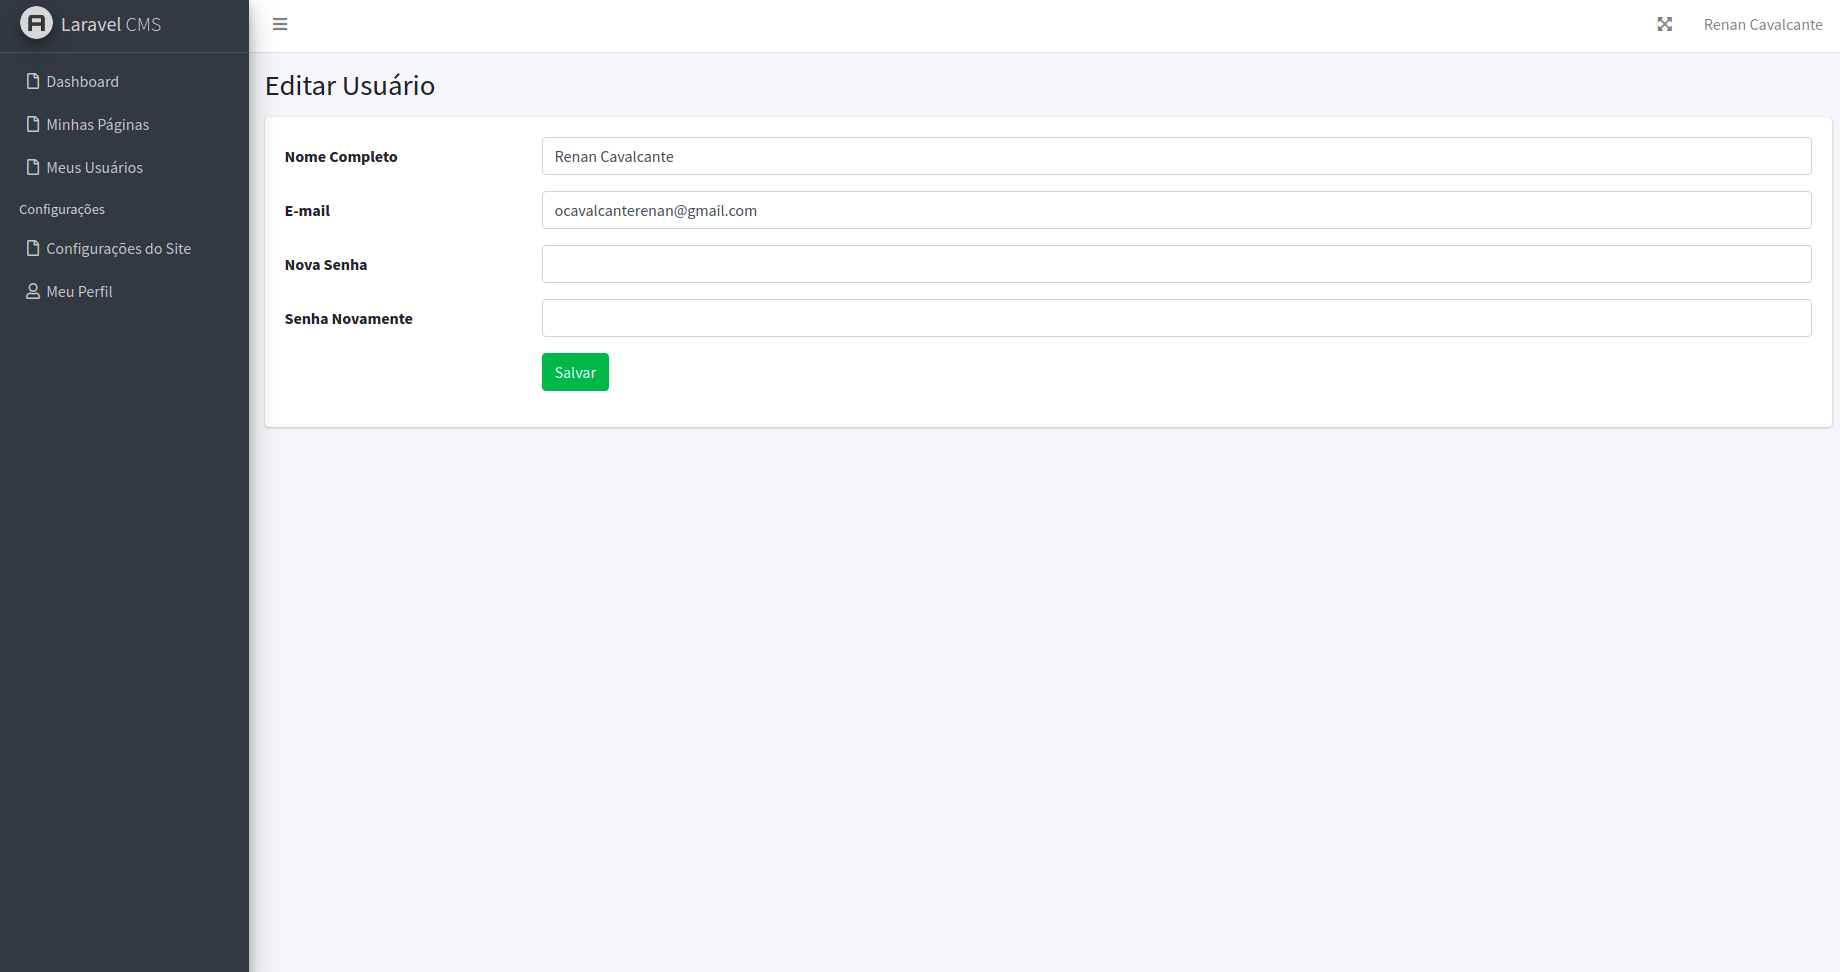 Laravel CMS
Renan Cavalcante
Dashboard
Minhas Páginas
Meus Usuários
Configurações
Configurações do Site
Meu Perfil
Editar Usuário
Nome Completo
Renan Cavalcante
E-mail
ocavalcanterenan@gmail.com
Nova Senha
Senha Novamente
Salvar